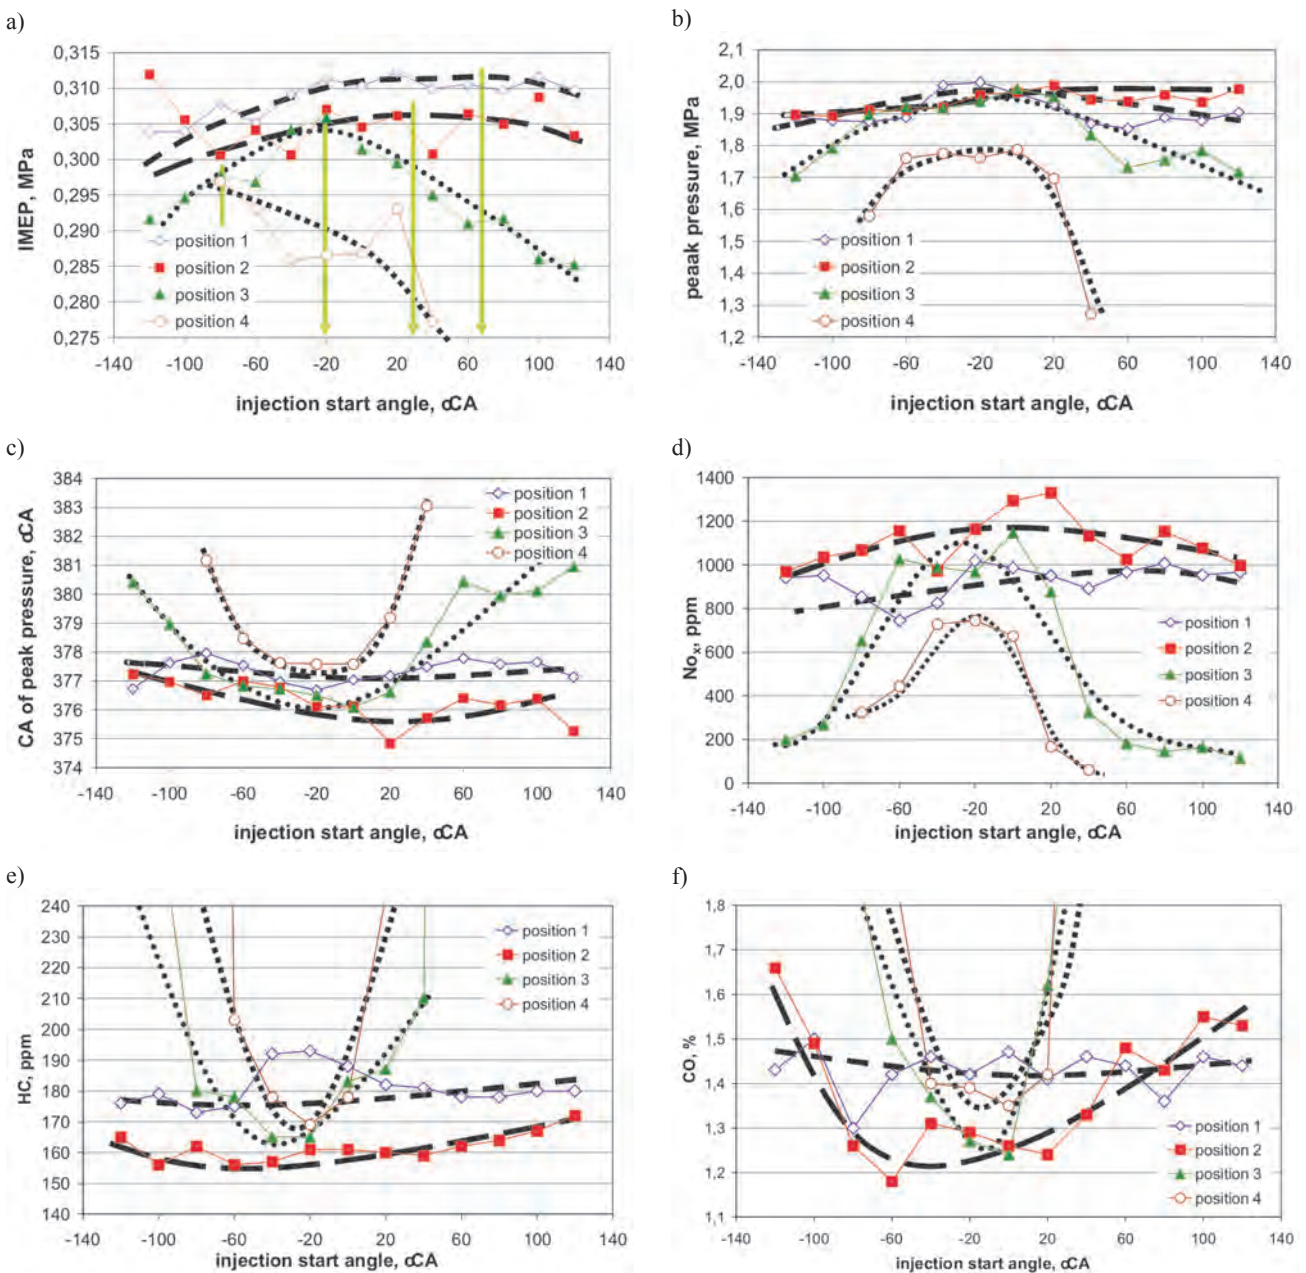 a)
0,315
0,310
0,305
0,300
0,295
0,290
0,285
0,280
0,275
IMEP, MPa
position 1
position 2
position 3
position 4
-140 -100 -60 -20 20 60 100 140
injection start angle, αCA
b)
2,1
2,0
1,9
1,8
1,7
1,6
1,5
1,4
1,3
1,2
peaak pressure, MPa
position 1
position 2
position 3
position 4
-140 -100 -60 -20 20 60 100 140
injection start angle, αCA
c)
384
383
382
381
380
379
378
377
376
375
374
CA of peak pressure, αCA
position 1
position 2
position 3
position 4
-140 -100 -60 -20 20 60 100 140
injection start angle, αCA
d)
1400
1200
1000
800
600
400
200
0
Noₓ, ppm
position 1
position 2
position 3
position 4
-140 -100 -60 -20 20 60 100 140
injection start angle, αCA
e)
240
230
220
210
200
190
180
170
160
150
140
HC, ppm
position 1
position 2
position 3
position 4
-140 -100 -60 -20 20 60 100 140
injection start angle, αCA
f)
1,8
1,7
1,6
1,5
1,4
1,3
1,2
1,1
CO, %
position 1
position 2
position 3
position 4
-140 -100 -60 -20 20 60 100 140
injection start angle, αCA